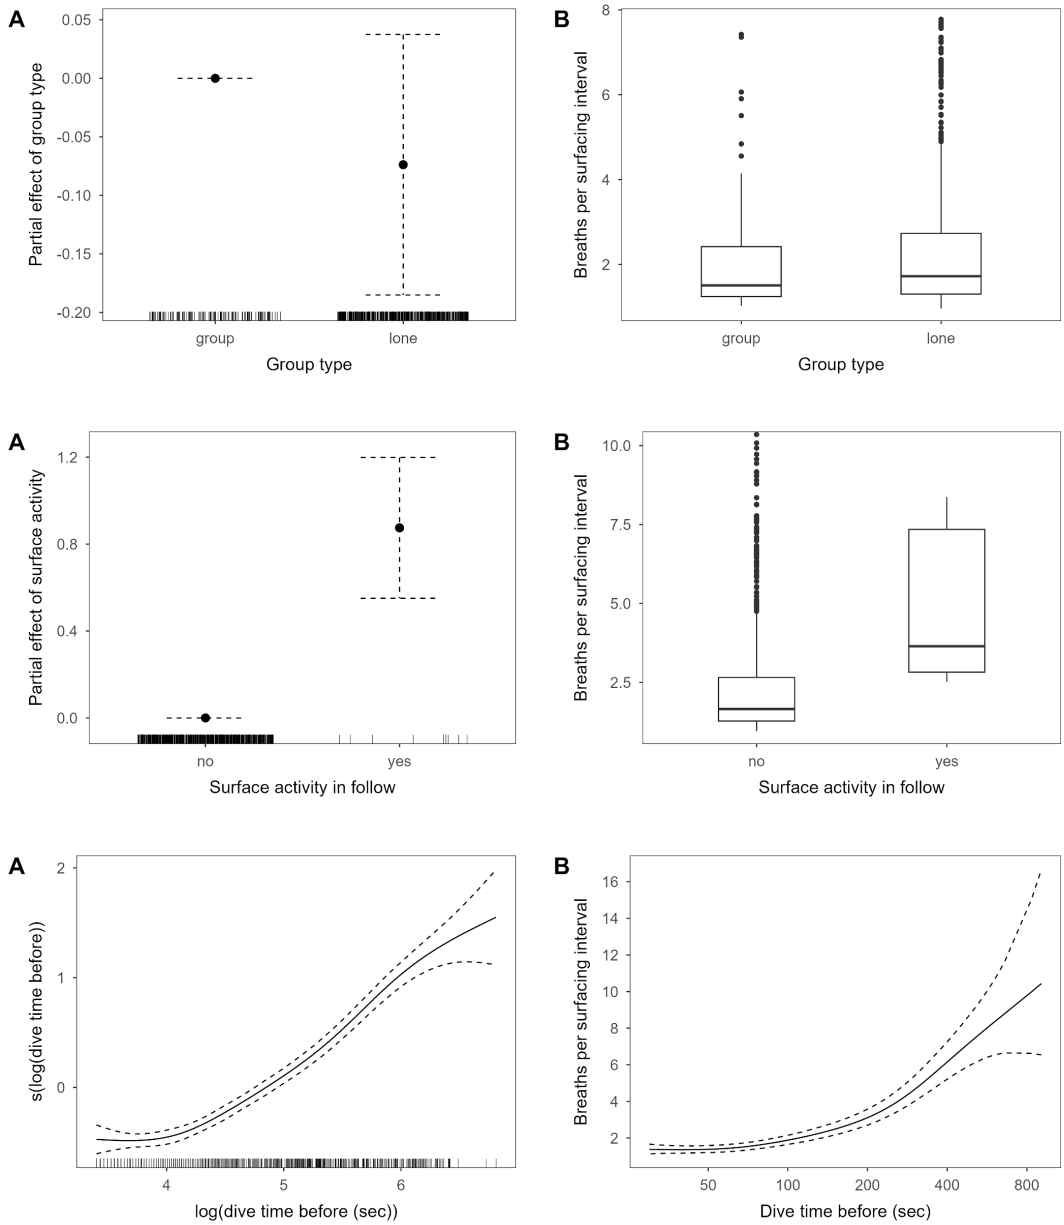 A
Partial effect of group type
0.05
0.00
-0.05
-0.10
-0.15
-0.20
group
lone
Group type
B
Breaths per surfacing interval
8
6
4
2
group
lone
Group type
A
Partial effect of surface activity
1.2
0.8
0.4
0.0
no
yes
Surface activity in follow
B
Breaths per surfacing interval
10.0
7.5
5.0
2.5
no
yes
Surface activity in follow
A
s(log(dive time before))
2
1
0
4
5
6
log(dive time before (sec))
B
Breaths per surfacing interval
16
14
12
10
8
6
4
2
50
100
200
400
800
Dive time before (sec)